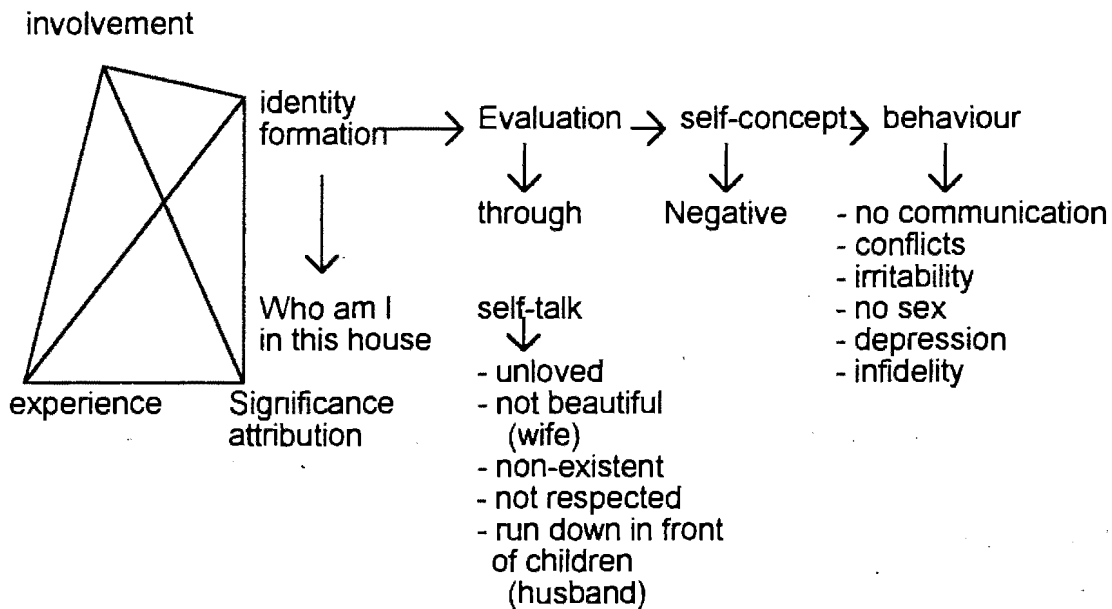 involvement
identity
formation
Evaluation
self-concept
behaviour
through
Negative
- no communication
- conflicts
- irritability
- no sex
- depression
- infidelity
Who am I
in this house
self-talk
- unloved
- not beautiful
(wife)
- non-existent
- not respected
- run down in front
of children
(husband)
experience
Significance
attribution